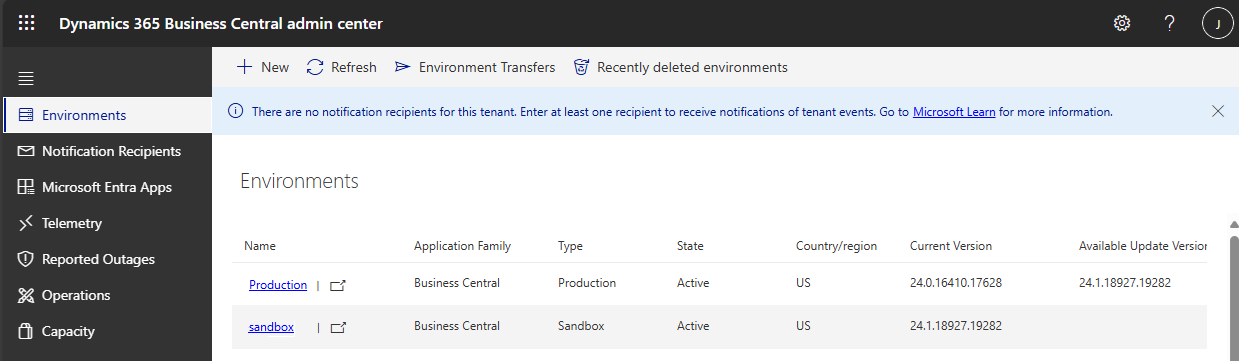 Dynamics 365 Business Central admin center
?
J
New
Refresh
Environment Transfers
Recently deleted environments
There are no notification recipients for this tenant. Enter at least one recipient to receive notifications of tenant events. Go to Microsoft Learn for more information.
Environments
Notification Recipients
Microsoft Entra Apps
Telemetry
Reported Outages
Operations
Capacity
Environments
Name Application Family Type State Country/region Current Version Available Update Version
Production | Business Central Production Active US 24.0.16410.17628 24.1.18927.19282
sandbox | Business Central Sandbox Active US 24.1.18927.19282